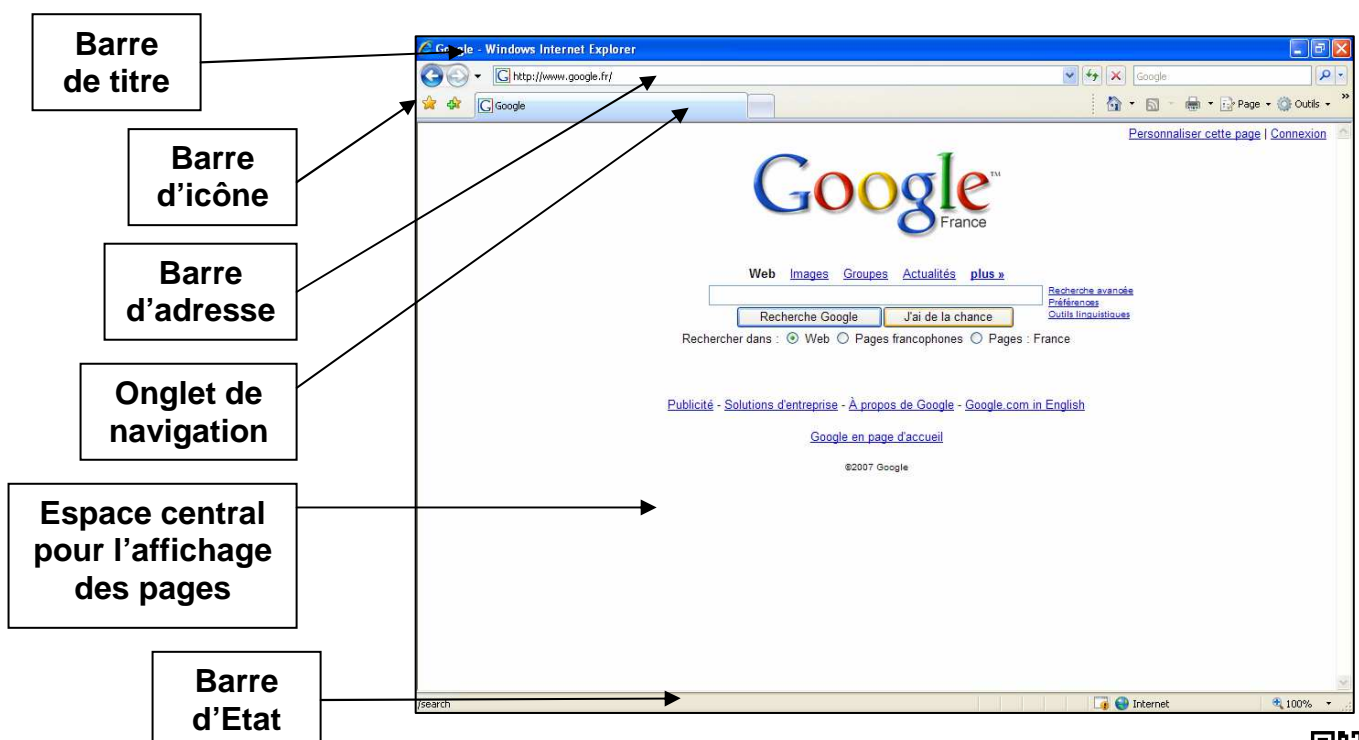 Barre
de titre
Barre
d'icône
Barre
d'adresse
Onglet de
navigation
Espace central
pour l'affichage
des pages
Barre
d'Etat
Google - Windows Internet Explorer
http://www.google.fr/
Google
Google
Page
Outils
»
Personnaliser cette page | Connexion
Google™
France
Web Images Groupes Actualités plus »
Recherche avancée
Préférences
Outils linguistiques
Recherche Google J'ai de la chance
Rechercher dans : Web Pages francophones Pages : France
Publicité - Solutions d'entreprise - À propos de Google - Google.com in English
Google en page d'accueil
©2007 Google
/search Internet 100%